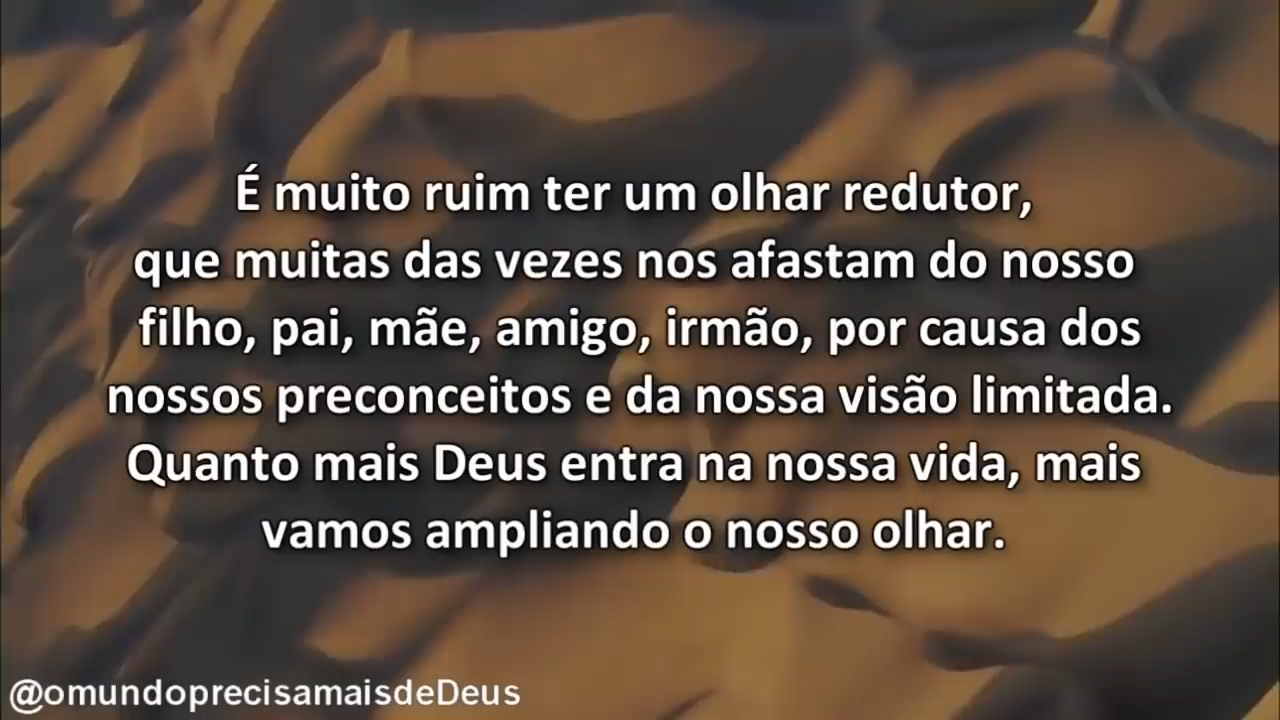 É muito ruim ter um olhar redutor,
que muitas das vezes nos afastam do nosso
filho, pai, mãe, amigo, irmão, por causa dos
nossos preconceitos e da nossa visão limitada.
Quanto mais Deus entra na nossa vida, mais
vamos ampliando o nosso olhar.
@omundoprecisamaisdeDeus